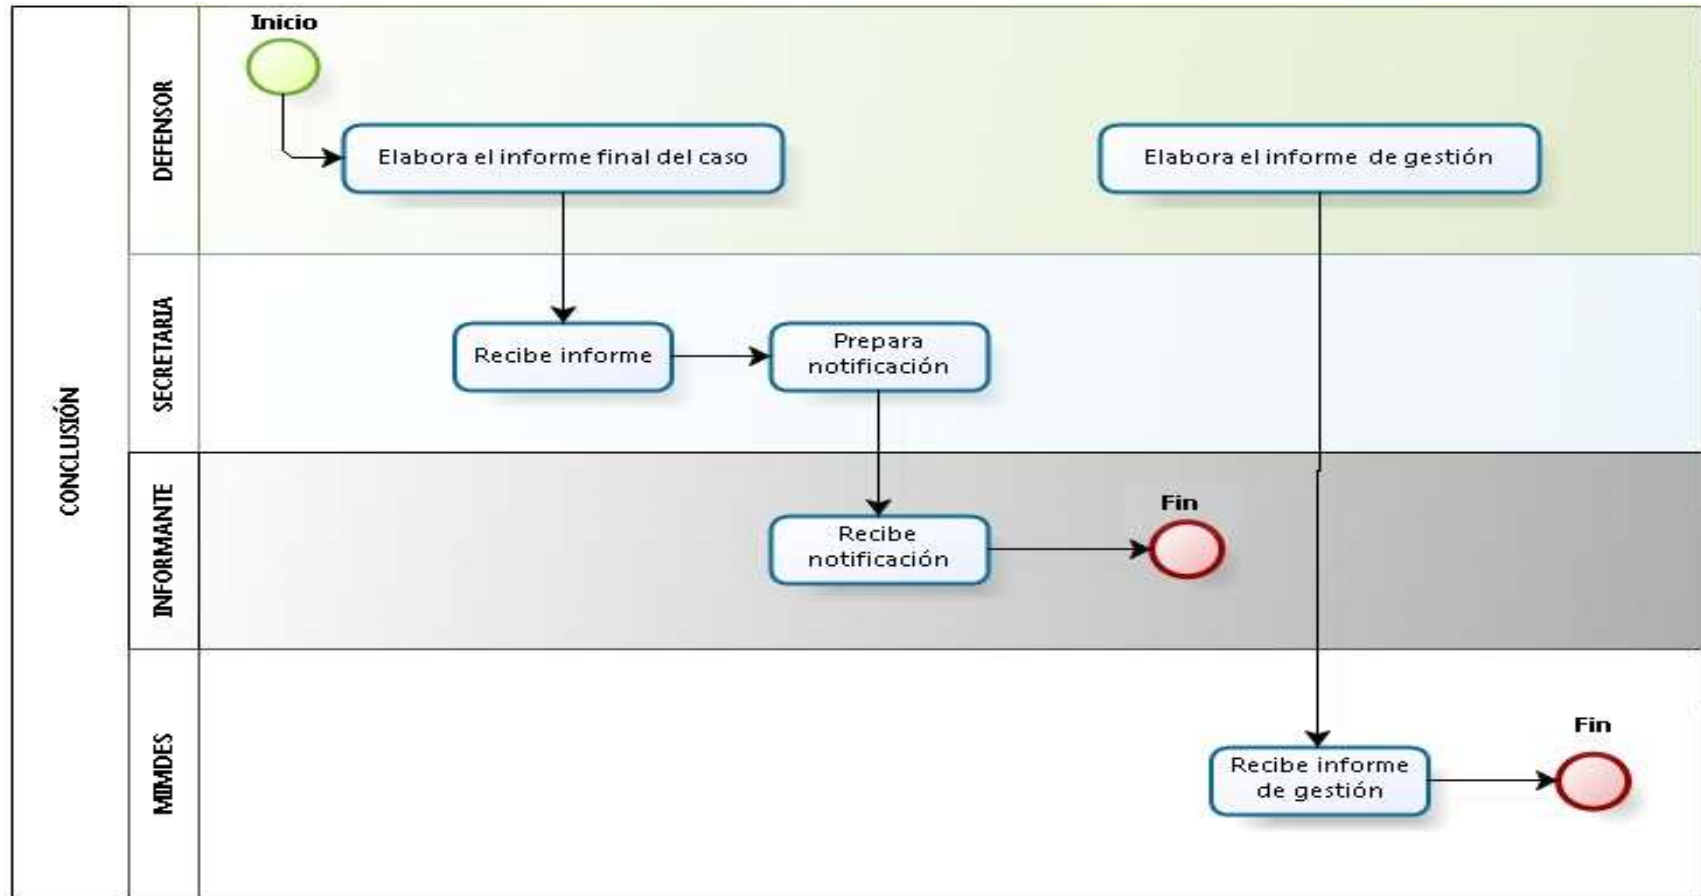 CONCLUSIÓN
DEFENSOR
Inicio
Elabora el informe final del caso
Elabora el informe de gestión
SECRETARIA
Recibe informe
Prepara
notificación
INFORMANTE
Recibe
notificación
Fin
MIMDES
Recibe informe
de gestión
Fin